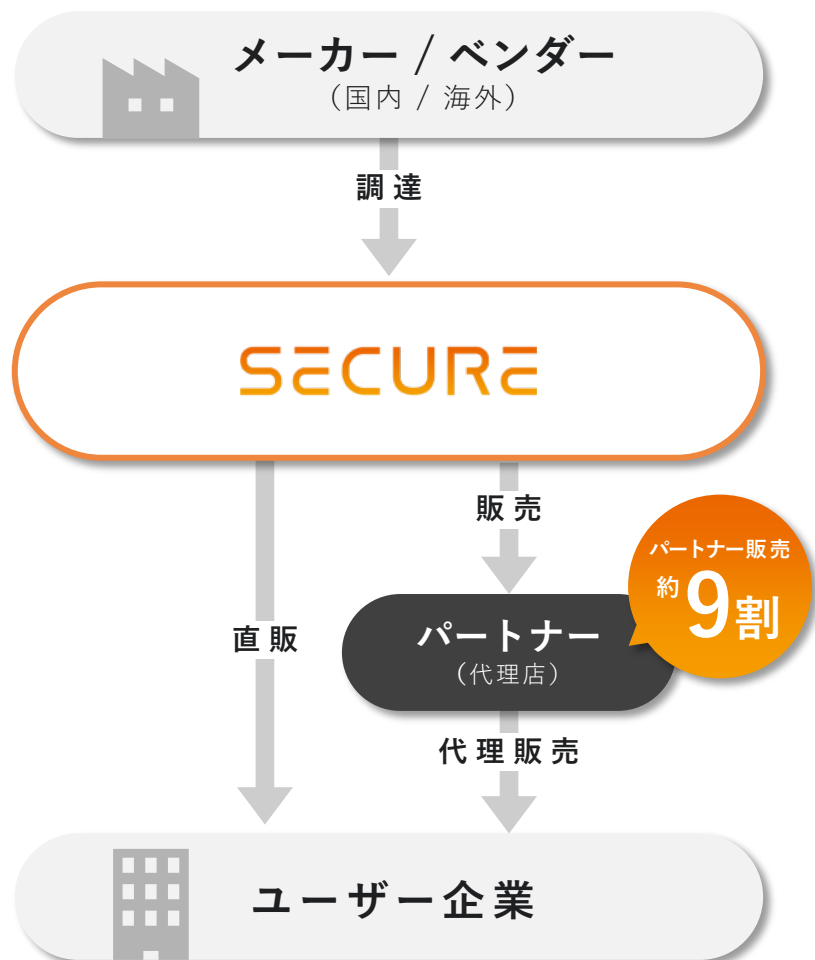 メーカー / ベンダー
（国内 / 海外）
調達
SECURE
販売
パートナー販売
約9割
直販
パートナー
（代理店）
代理販売
ユーザー企業